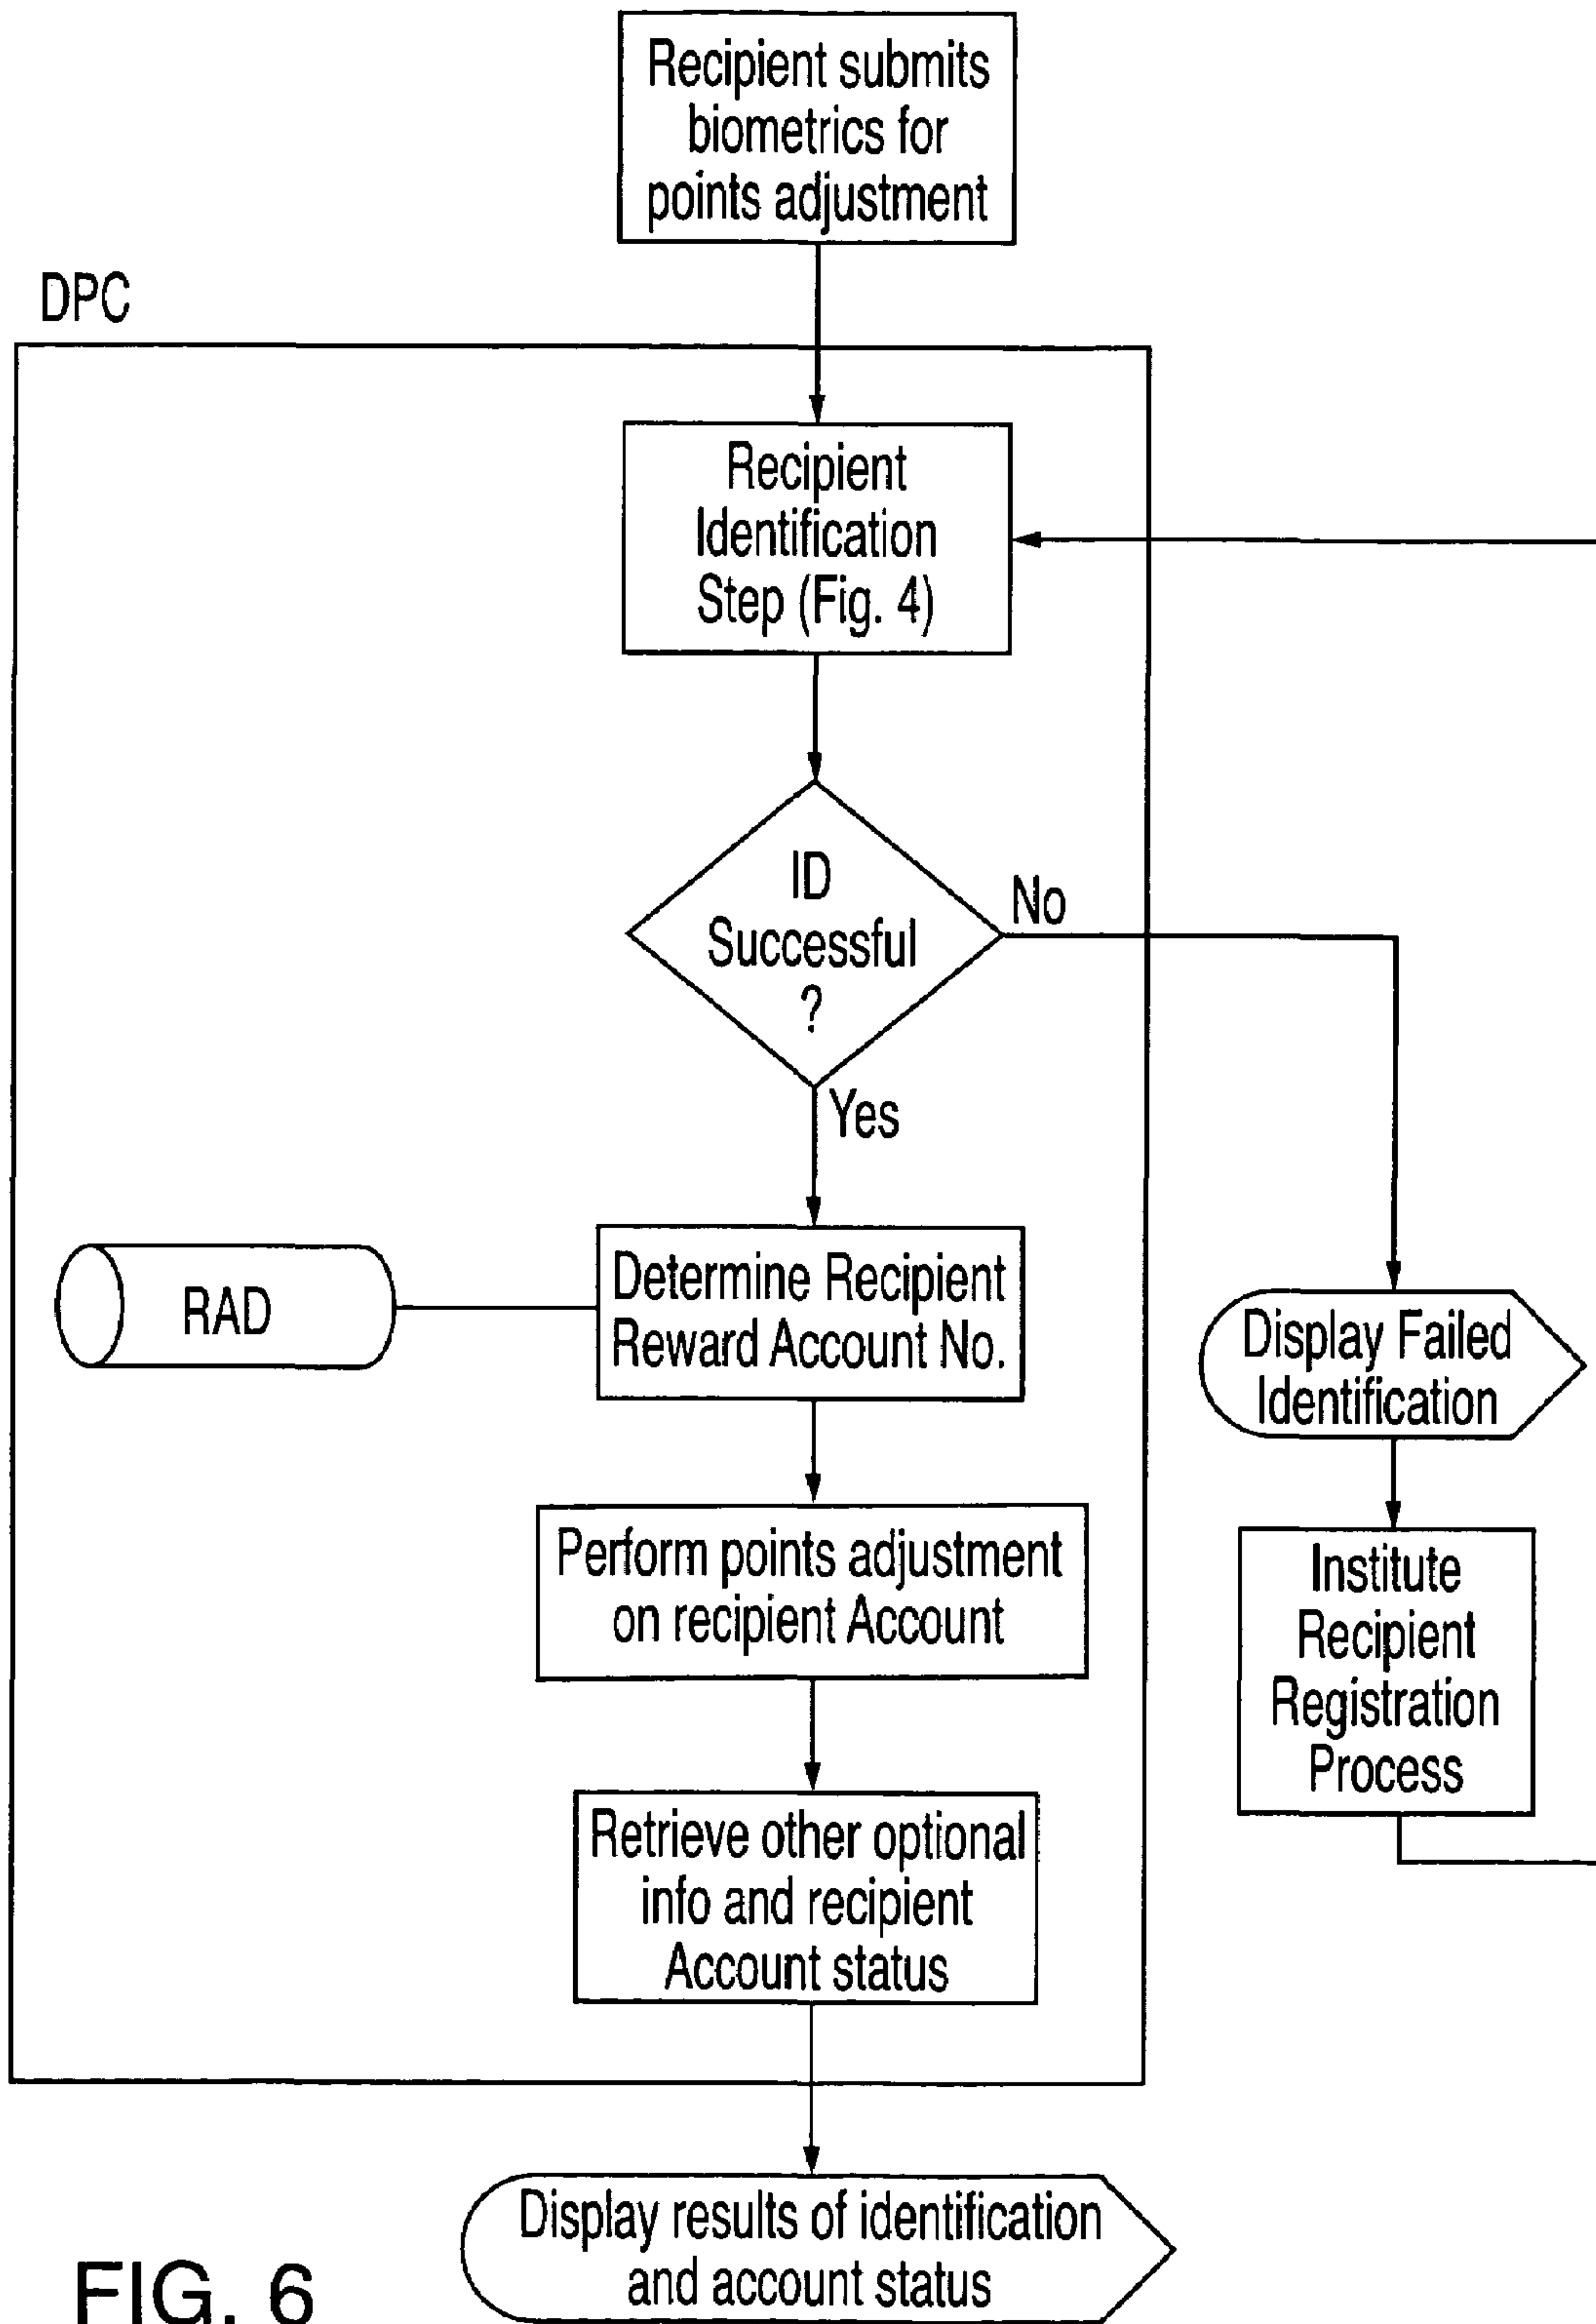 Recipient submits
biometrics for
points adjustment
DPC
Recipient
Identification
Step (Fig. 4)
ID
Successful
?
No
Yes
RAD
Determine Recipient
Reward Account No.
Display Failed
Identification
Perform points adjustment
on recipient Account
Institute
Recipient
Registration
Process
Retrieve other optional
info and recipient
Account status
Display results of identification
and account status
FIG. 6